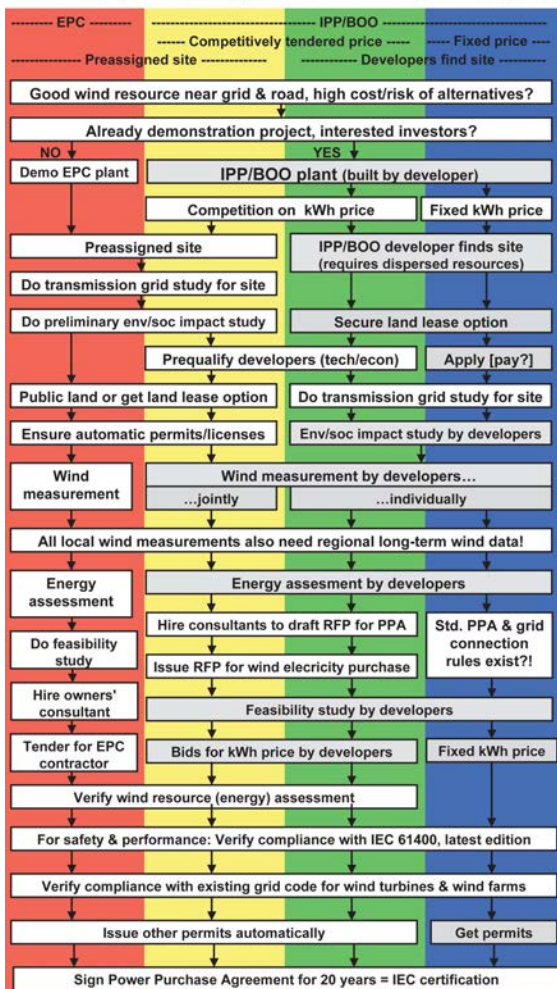 --- EPC --- ------------------ IPP/BOO ------------------
----- Competitively tendered price ----- --- Fixed price ---
------------- Preassigned site ------------- ---------- Developers find site ----------
Good wind resource near grid & road, high cost/risk of alternatives?
Already demonstration project, interested investors?
NO YES
Demo EPC plant
IPP/BOO plant (built by developer)
Competition on kWh price
Fixed kWh price
Preassigned site
IPP/BOO developer finds site
(requires dispersed resources)
Do transmission grid study for site
Do preliminary env/soc impact study
Secure land lease option
Prequalify developers (tech/econ)
Apply [pay?]
Public land or get land lease option
Do transmission grid study for site
Ensure automatic permits/licenses
Env/soc impact study by developers
Wind
measurement
Wind measurement by developers…
…jointly
…individually
All local wind measurements also need regional long-term wind data!
Energy
assessment
Energy assesment by developers
Hire consultants to draft RFP for PPA
Std. PPA & grid
connection
rules exist?!
Do feasibility
study
Issue RFP for wind elecricity purchase
Hire owners'
consultant
Feasibility study by developers
Tender for EPC
contractor
Bids for kWh price by developers
Fixed kWh price
Verify wind resource (energy) assessment
For safety & performance: Verify compliance with IEC 61400, latest edition
Verify compliance with existing grid code for wind turbines & wind farms
Issue other permits automatically
Get permits
Sign Power Purchase Agreement for 20 years = IEC certification